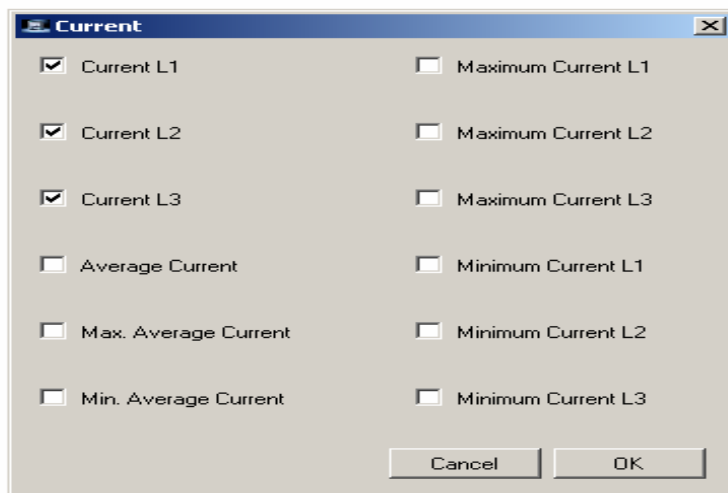 Current
Current L1
Maximum Current L1
Current L2
Maximum Current L2
Current L3
Maximum Current L3
Average Current
Minimum Current L1
Max. Average Current
Minimum Current L2
Min. Average Current
Minimum Current L3
Cancel
OK